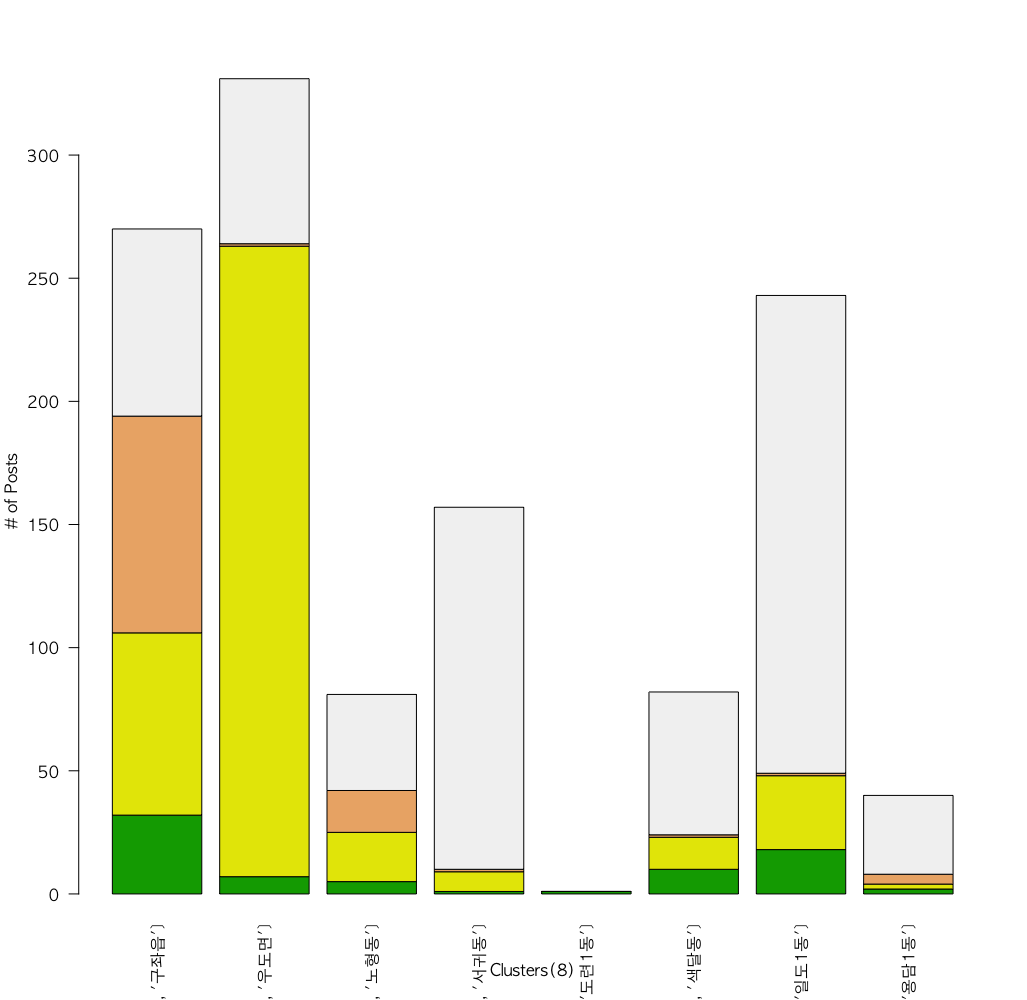 300
250
200
150
100
50
0
# of Posts
, '구좌읍')
, '우도면')
, '노형동')
, '서귀동')
'도련1동')
, '색달동')
'일도1동')
'용담1동')
Clusters(8)